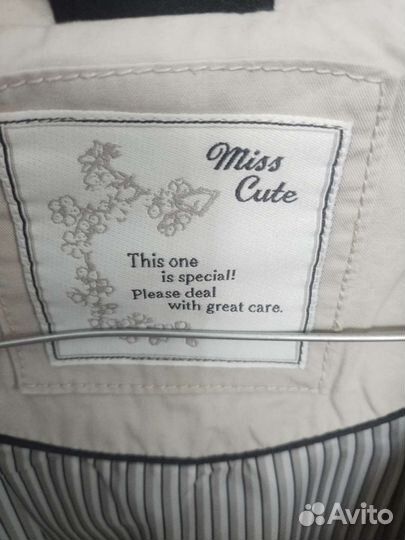 Miss
Cute
This one
is special!
Please deal
with great care.
Avito